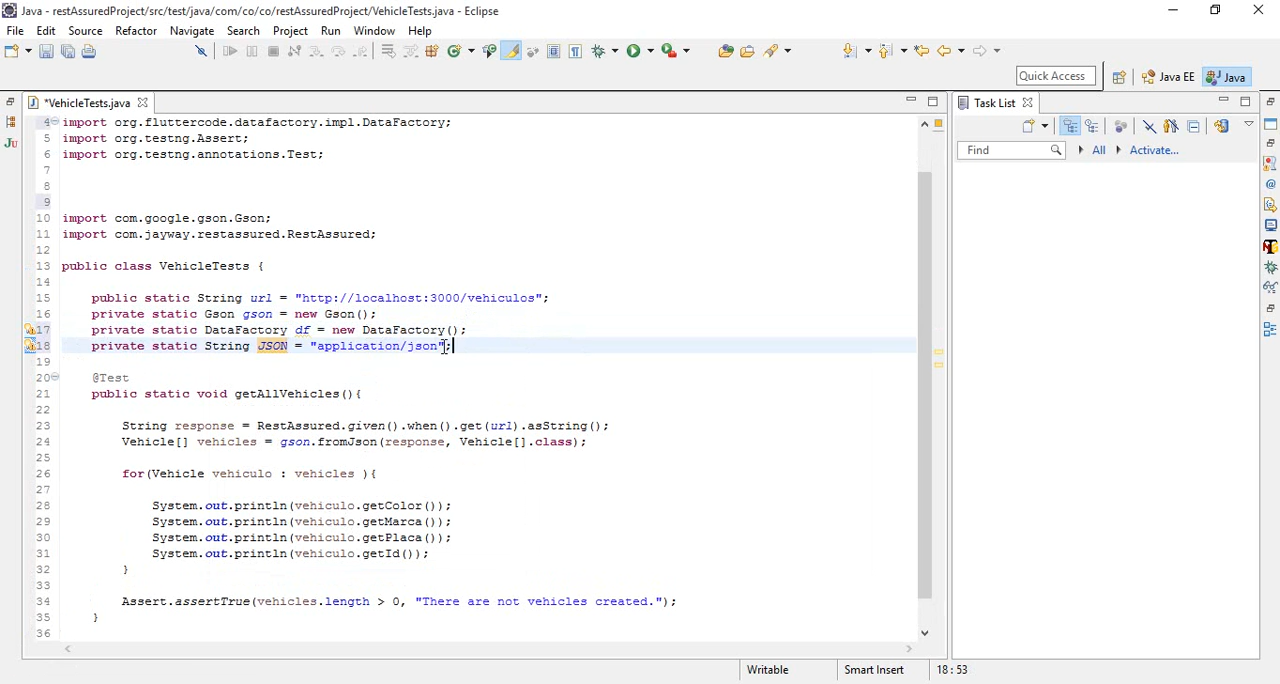 Java - restAssuredProject/src/test/java/com/co/co/restAssuredProject/VehicleTests.java - Eclipse
File Edit Source Refactor Navigate Search Project Run Window Help
Quick Access Java EE Java
*VehicleTests.java
Task List
Find All Activate...
4 import org.fluttercode.datafactory.impl.DataFactory;
5 import org.testng.Assert;
6 import org.testng.annotations.Test;
7
8
9
10 import com.google.gson.Gson;
11 import com.jayway.restassured.RestAssured;
12
13 public class VehicleTests {
14
15 public static String url = "http://localhost:3000/vehiculos";
16 private static Gson gson = new Gson();
17 private static DataFactory df = new DataFactory();
18 private static String JSON = "application/json";
19
20 @Test
21 public static void getAllVehicles(){
22
23 String response = RestAssured.given().when().get(url).asString();
24 Vehicle[] vehicles = gson.fromJson(response, Vehicle[].class);
25
26 for(Vehicle vehiculo : vehicles ){
27
28 System.out.println(vehiculo.getColor());
29 System.out.println(vehiculo.getMarca());
30 System.out.println(vehiculo.getPlaca());
31 System.out.println(vehiculo.getId());
32 }
33
34 Assert.assertTrue(vehicles.length > 0, "There are not vehicles created.");
35 }
36
Writable Smart Insert 18 : 53